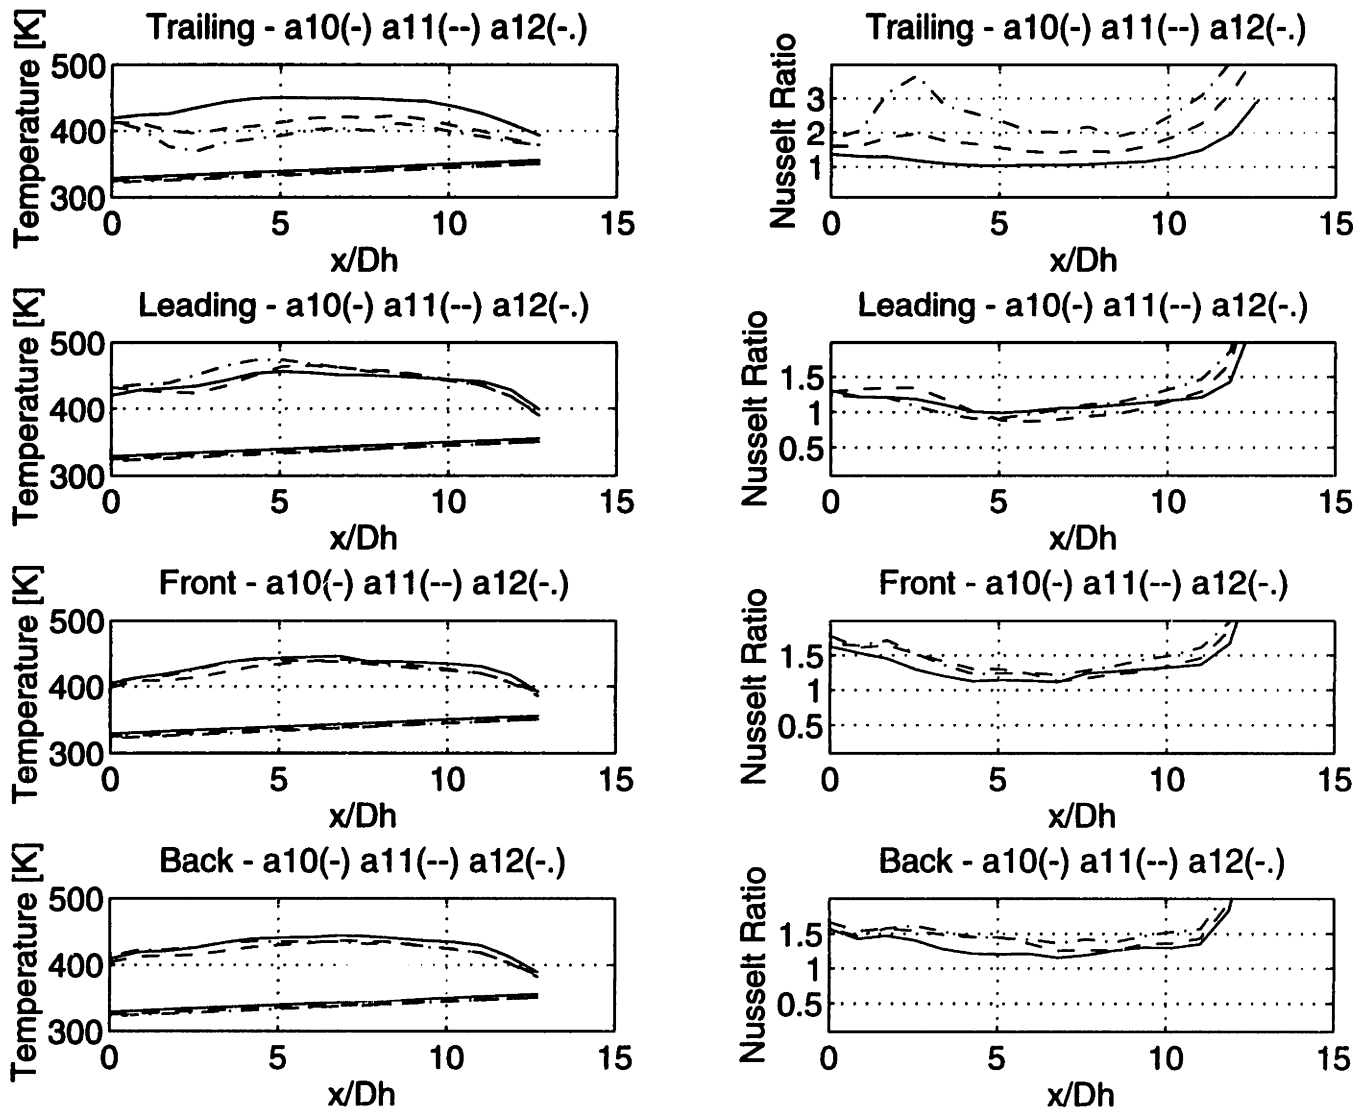 Trailing - a10(-) a11(--) a12(-.)
Temperature [K]
500
400
300
0 5 10 15
x/Dh
Trailing - a10(-) a11(--) a12(-.)
Nusselt Ratio
3
2
1
0 5 10 15
x/Dh
Leading - a10(-) a11(--) a12(-.)
Temperature [K]
500
400
300
0 5 10 15
x/Dh
Leading - a10(-) a11(--) a12(-.)
Nusselt Ratio
1.5
1
0.5
0 5 10 15
x/Dh
Front - a10(-) a11(--) a12(-.)
Temperature [K]
500
400
300
0 5 10 15
x/Dh
Front - a10(-) a11(--) a12(-.)
Nusselt Ratio
1.5
1
0.5
0 5 10 15
x/Dh
Back - a10(-) a11(--) a12(-.)
Temperature [K]
500
400
300
0 5 10 15
x/Dh
Back - a10(-) a11(--) a12(-.)
Nusselt Ratio
1.5
1
0.5
0 5 10 15
x/Dh